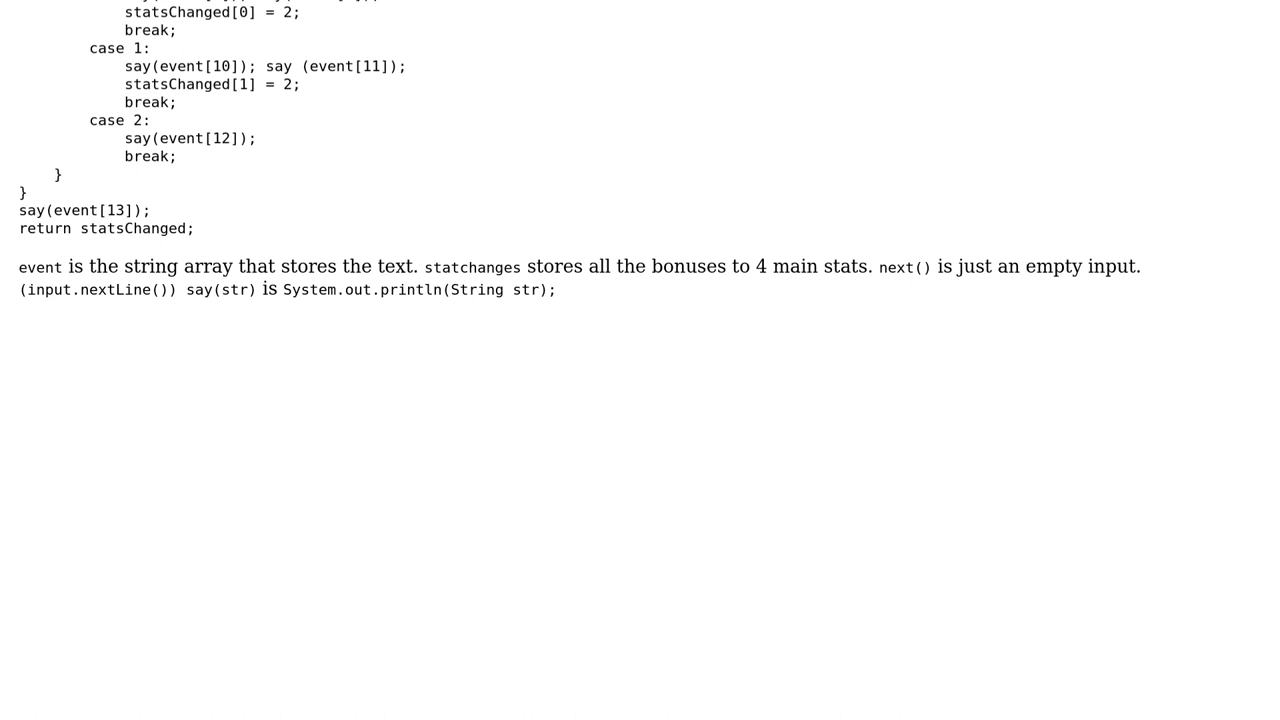 statsChanged[0] = 2;
break;
case 1:
say(event[10]); say (event[11]);
statsChanged[1] = 2;
break;
case 2:
say(event[12]);
break;
}
}
say(event[13]);
return statsChanged;
event is the string array that stores the text. statchanges stores all the bonuses to 4 main stats. next() is just an empty input.
(input.nextLine()) say(str) is System.out.println(String str);